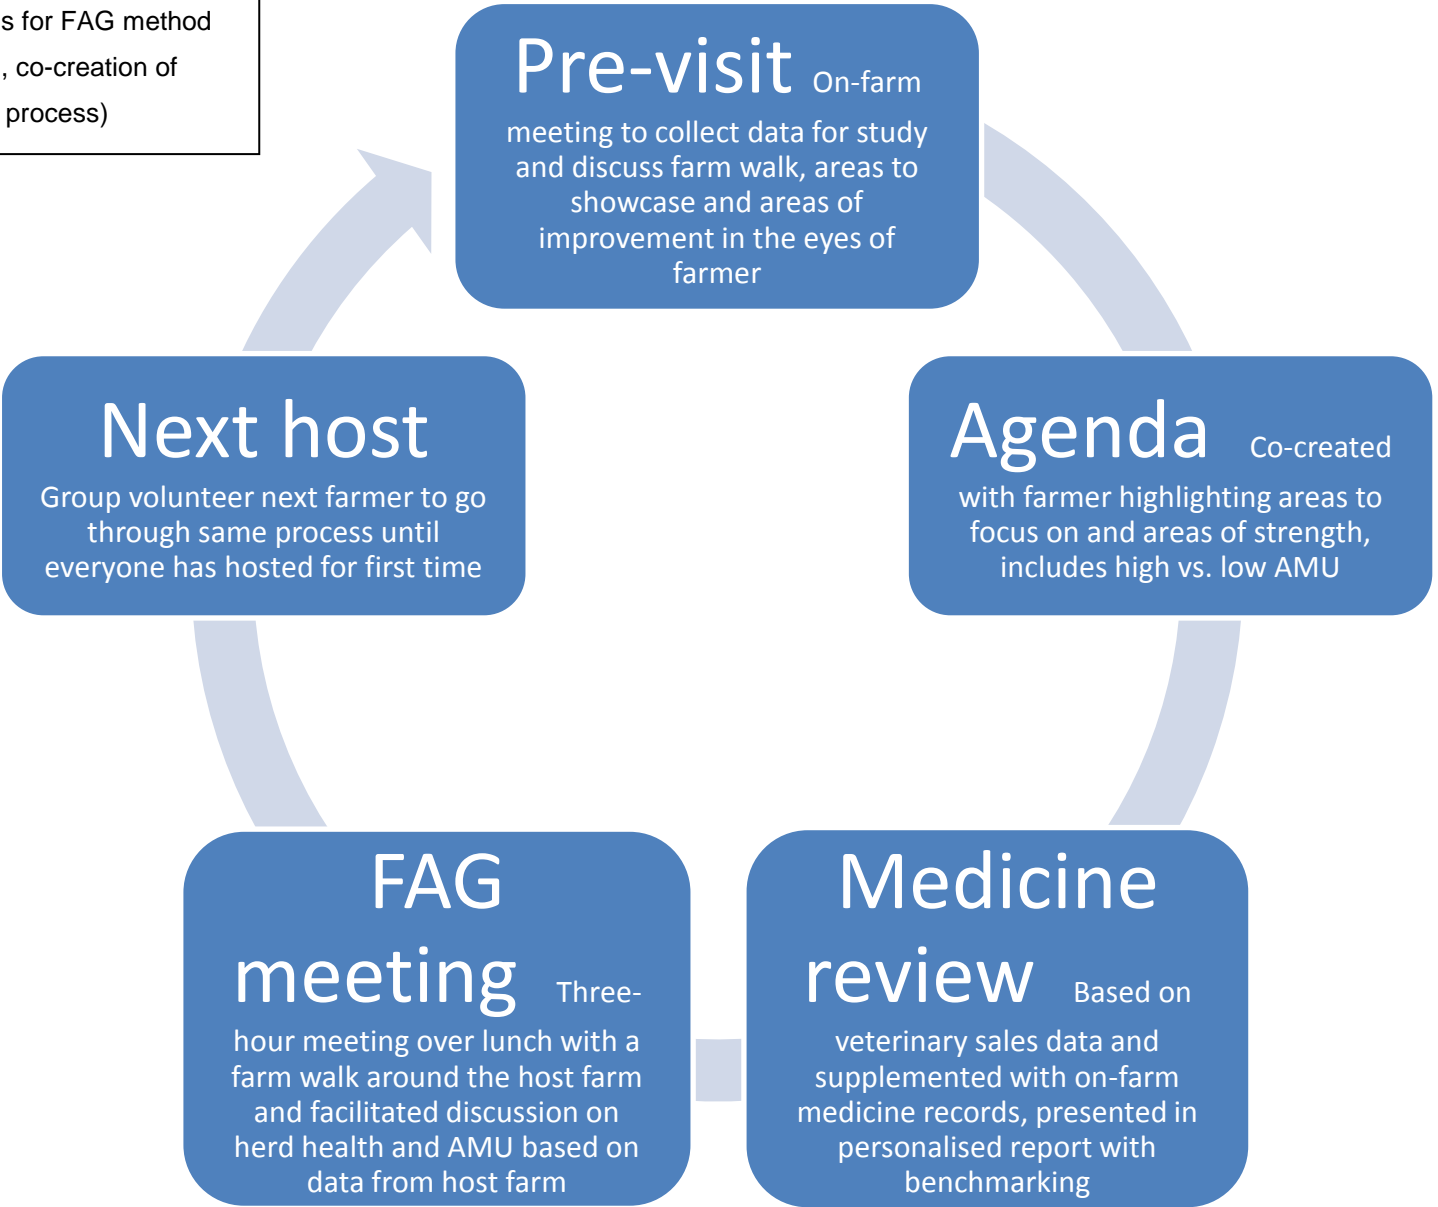 s for FAG method
, co-creation of
process)
Pre-visit On-farm
meeting to collect data for study
and discuss farm walk, areas to
showcase and areas of
improvement in the eyes of
farmer
Agenda Co-created
with farmer highlighting areas to
focus on and areas of strength,
includes high vs. low AMU
Medicine
review Based on
veterinary sales data and
supplemented with on-farm
medicine records, presented in
personalised report with
benchmarking
FAG
meeting Three-
hour meeting over lunch with a
farm walk around the host farm
and facilitated discussion on
herd health and AMU based on
data from host farm
Next host
Group volunteer next farmer to go
through same process until
everyone has hosted for first time